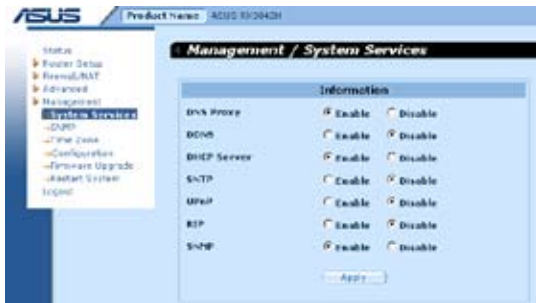 ASUS
Product Name: ASUS RX3042H
Management / System Services
Status
Router Setup
Firewall/NAT
Advanced
Management
System Services
SNMP
Time Zone
Configuration
Firmware Upgrade
Restart System
Logout
Information
DNS Proxy Enable Disable
DDNS Enable Disable
DHCP Server Enable Disable
SNTP Enable Disable
UPnP Enable Disable
RIP Enable Disable
SNMP Enable Disable
Apply